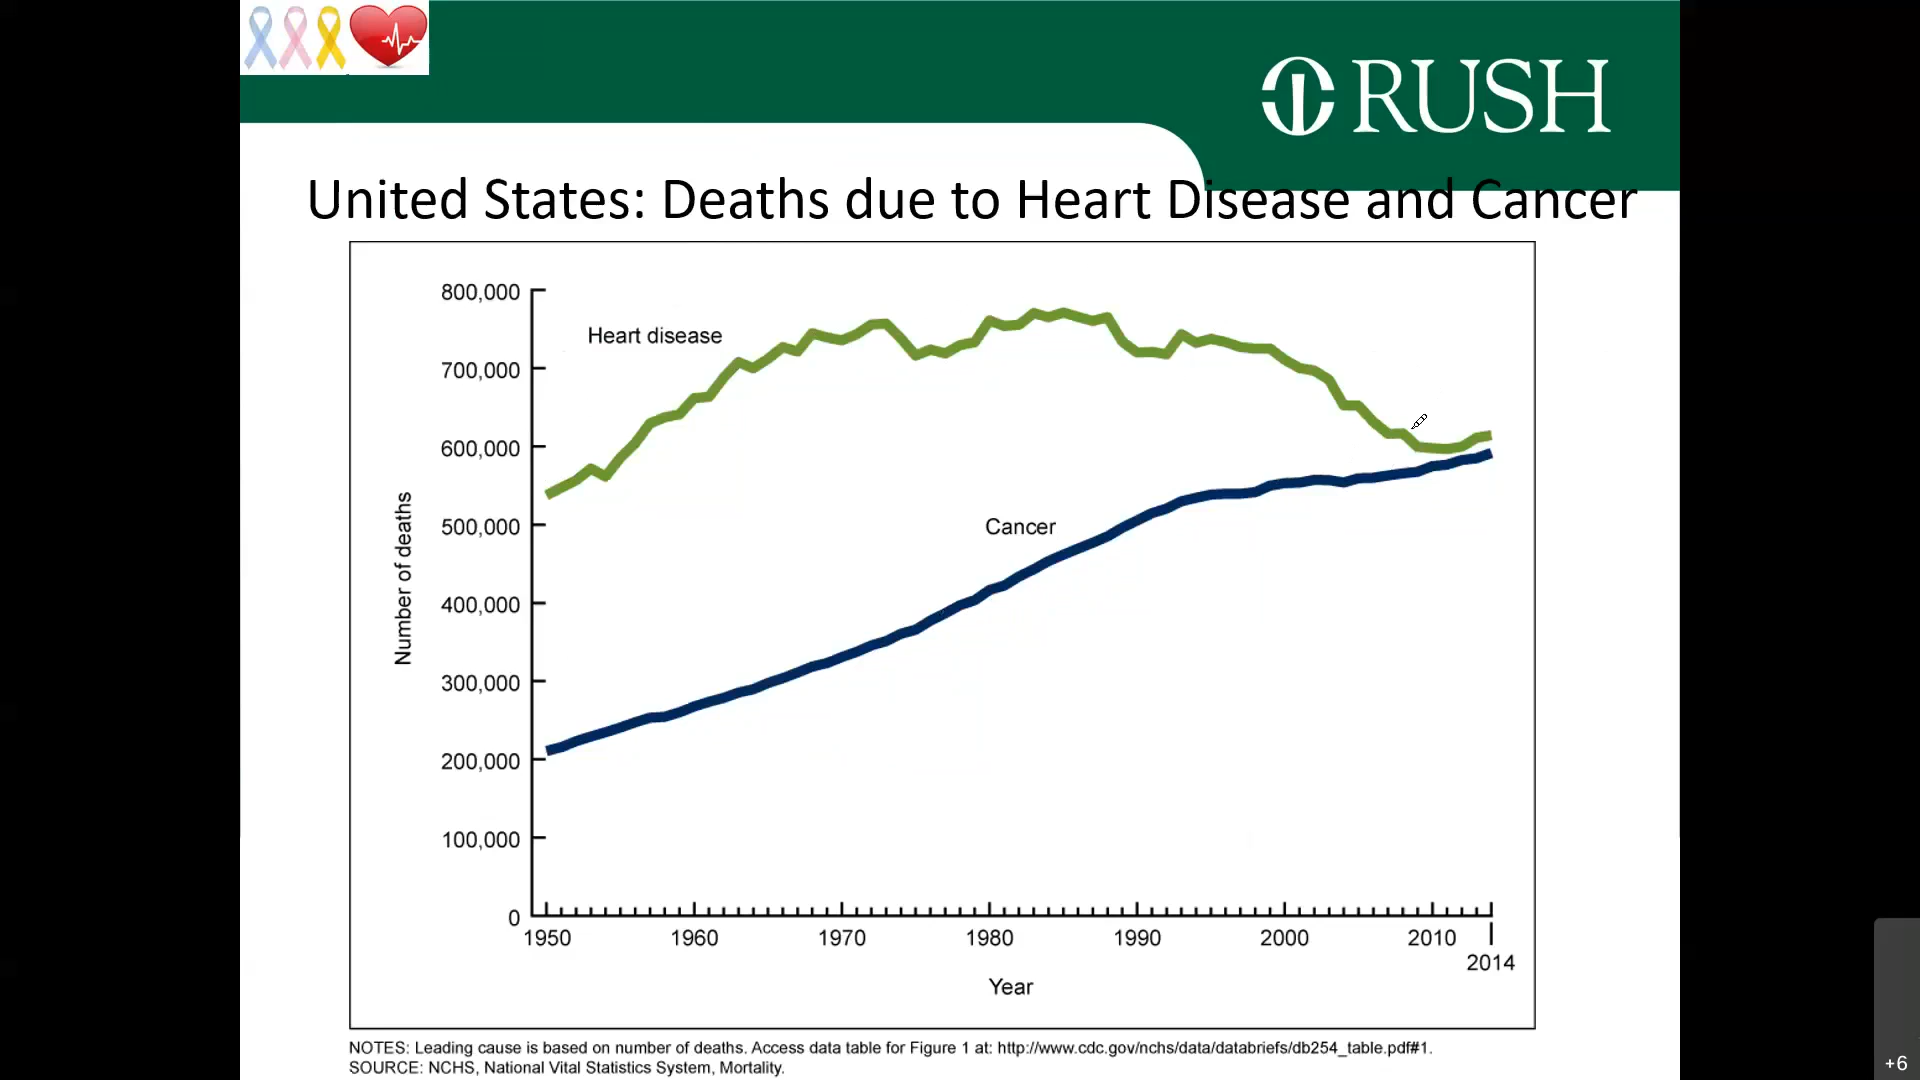 RUSH
United States: Deaths due to Heart Disease and Cancer
800,000
Heart disease
700,000
600,000
500,000
Cancer
400,000
300,000
200,000
100,000
0
Number of deaths
1950 1960 1970 1980 1990 2000 2010
2014
Year
NOTES: Leading cause is based on number of deaths. Access data table for Figure 1 at: http://www.cdc.gov/nchs/data/databriefs/db254_table.pdf#1.
SOURCE: NCHS, National Vital Statistics System, Mortality.
+6